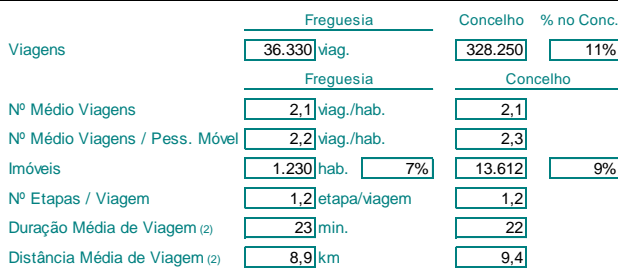 Freguesia Concelho % no Conc.
Viagens 36.330 viag. 328.250 11%
Freguesia Concelho
Nº Médio Viagens 2,1 viag./hab. 2,1
Nº Médio Viagens / Pess. Móvel 2,2 viag./hab. 2,3
Imóveis 1.230 hab. 7% 13.612 9%
Nº Etapas / Viagem 1,2 etapa/viagem 1,2
Duração Média de Viagem (2) 23 min. 22
Distância Média de Viagem (2) 8,9 km 9,4